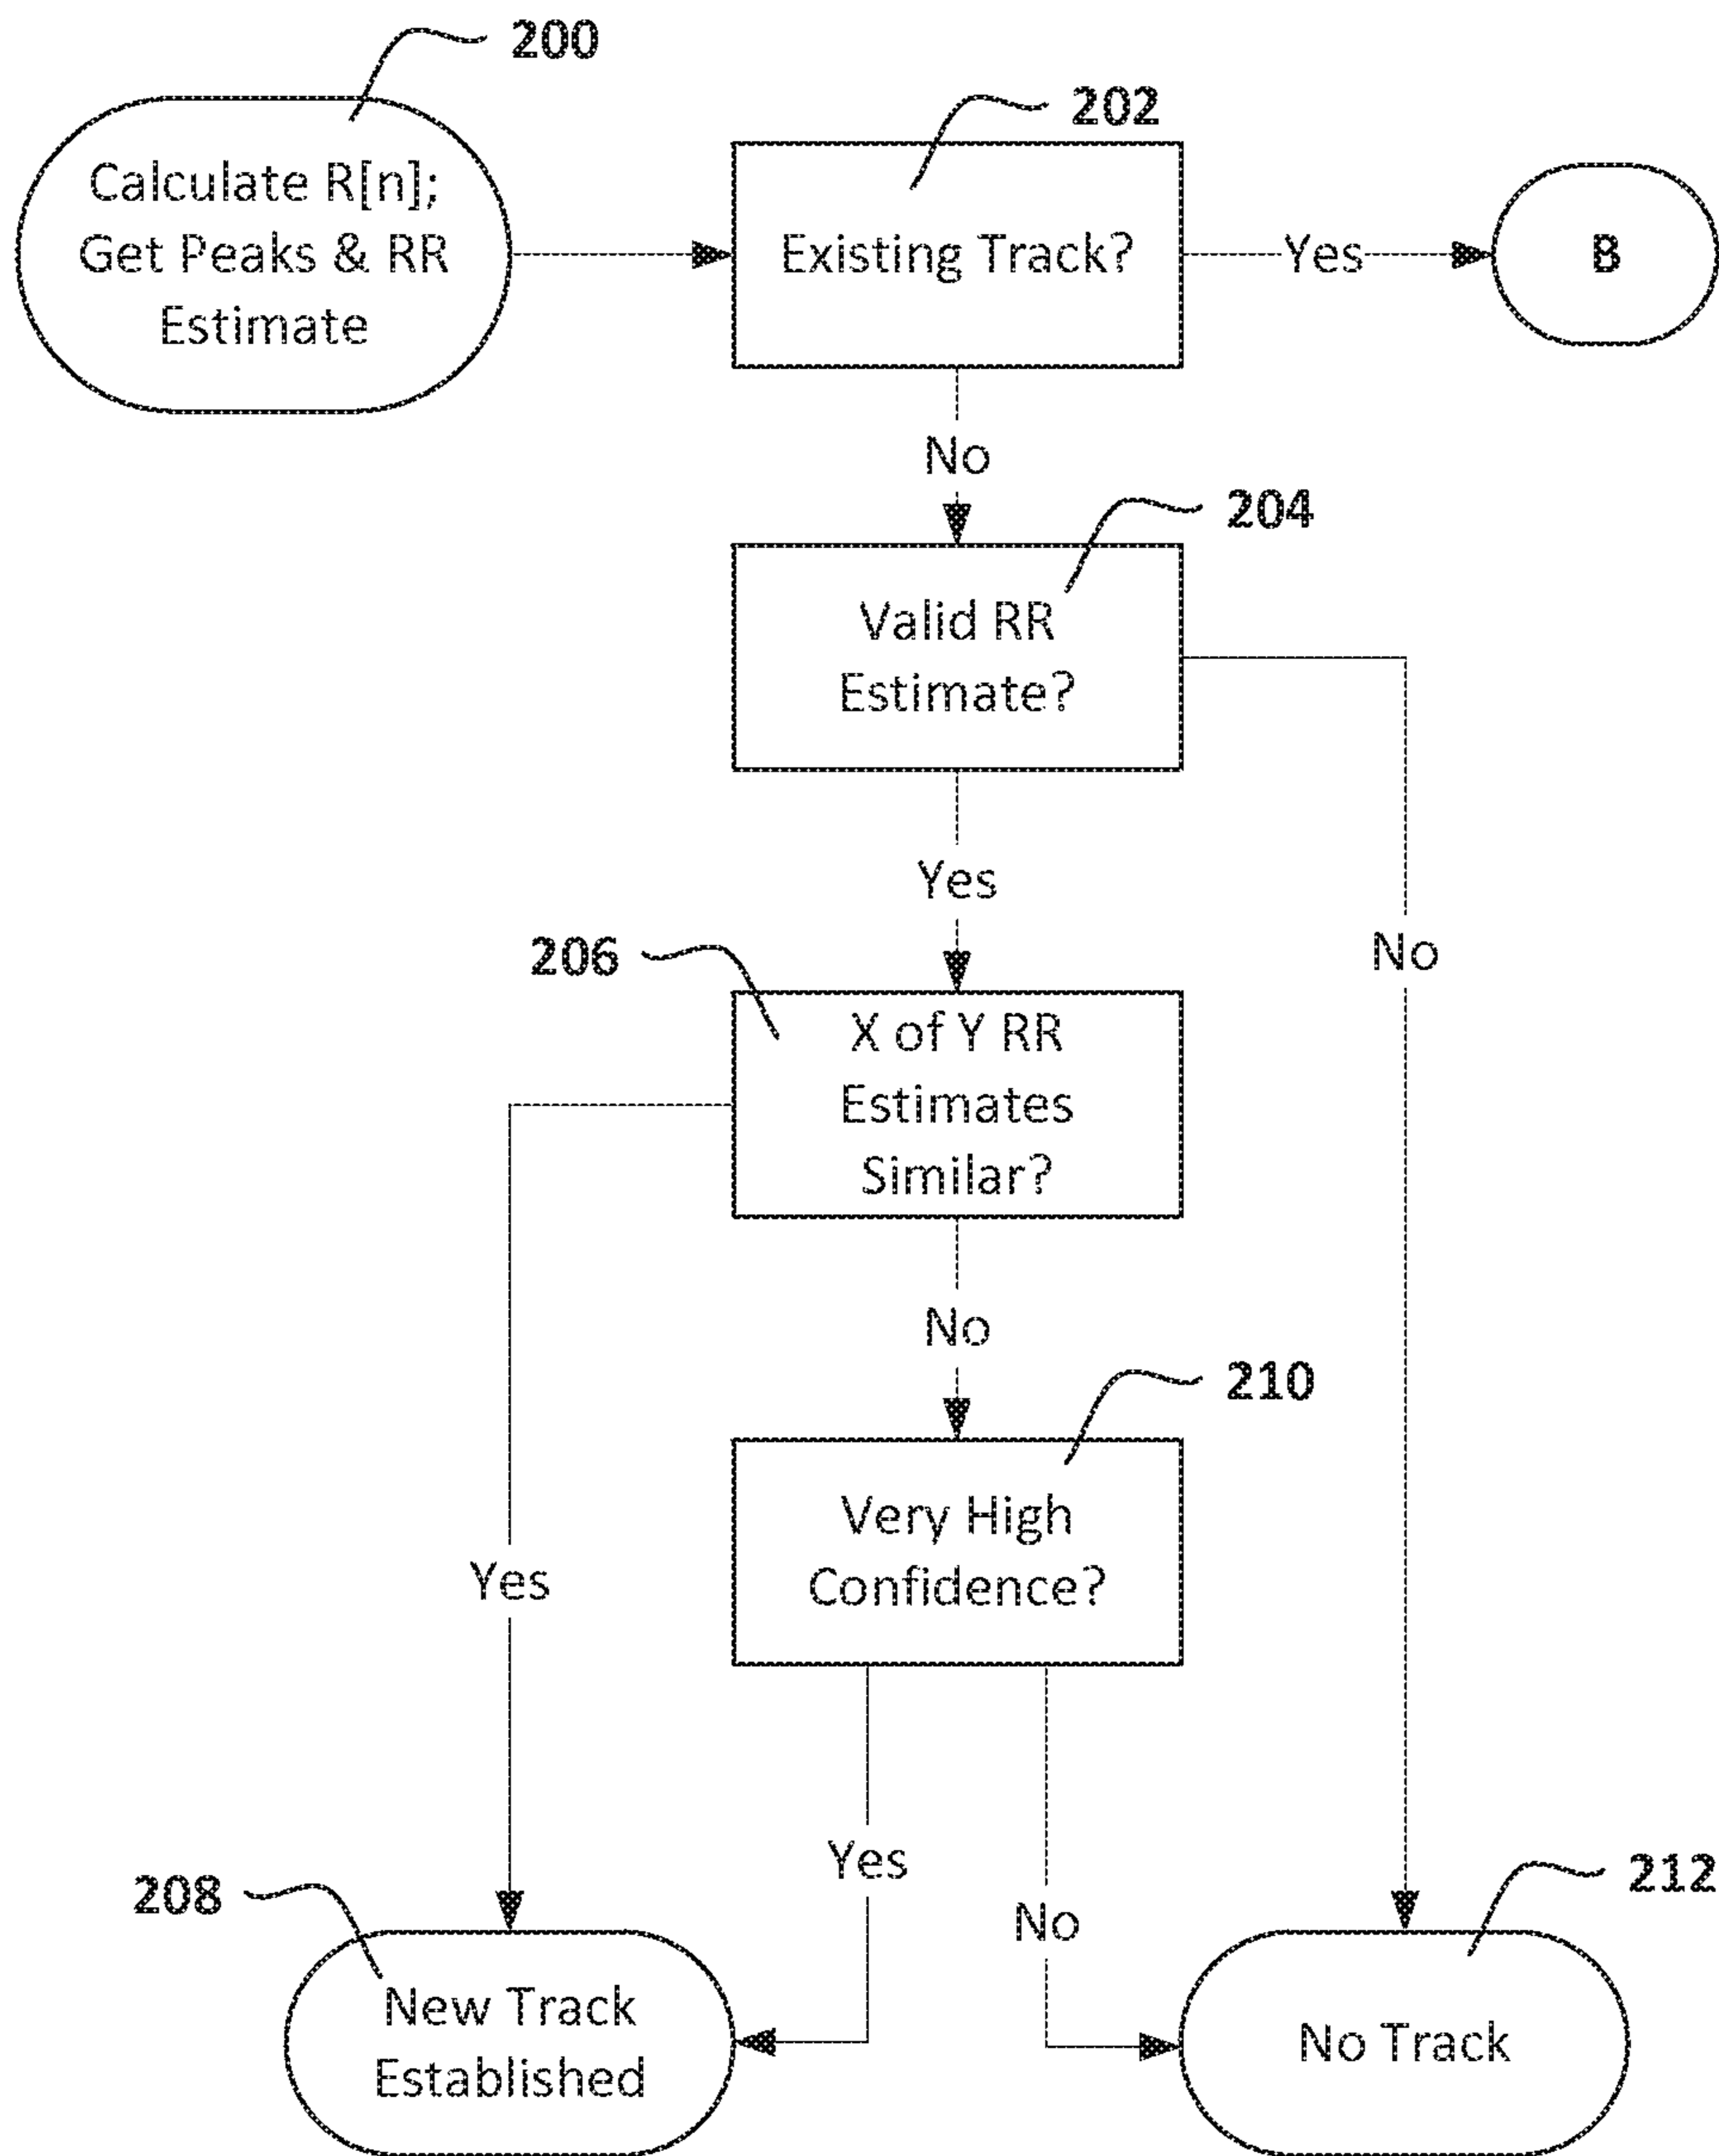 200
Calculate R[n];
Get Peaks & RR
Estimate
202
Existing Track?
Yes
B
No
204
Valid RR
Estimate?
Yes
No
206
X of Y RR
Estimates
Similar?
No
210
Very High
Confidence?
Yes
Yes
No
208
New Track
Established
212
No Track